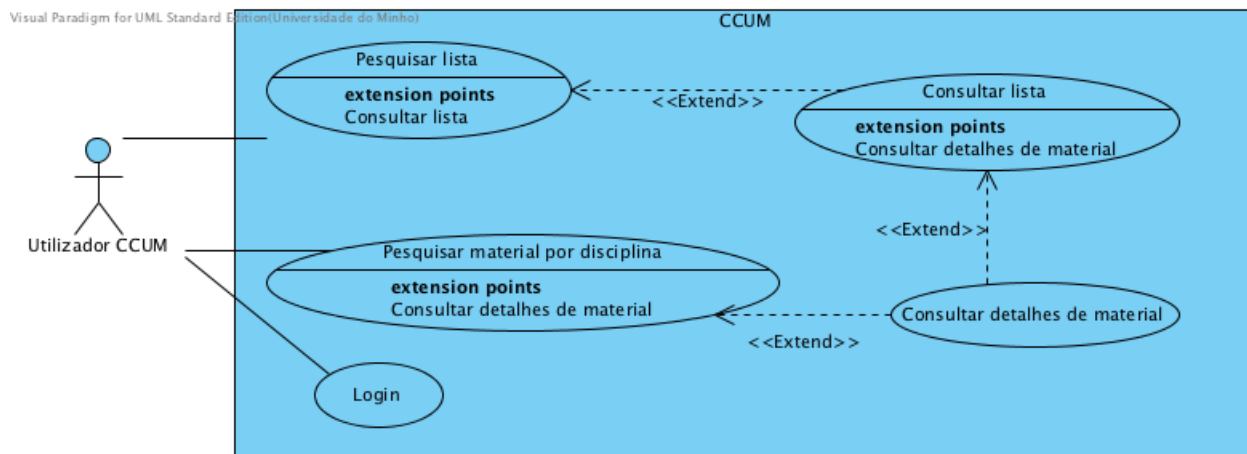 Visual Paradigm for UML Standard Edition(Universidade do Minho)
CCUM
Pesquisar lista
extension points
Consultar lista
<<Extend>>
Consultar lista
extension points
Consultar detalhes de material
Utilizador CCUM
<<Extend>>
Pesquisar material por disciplina
extension points
Consultar detalhes de material
Consultar detalhes de material
<<Extend>>
Login